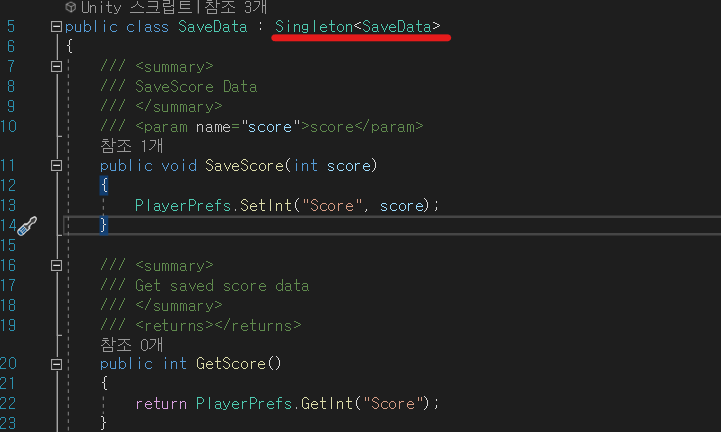 Unity 스크립트|참조 3개
5 public class SaveData : Singleton<SaveData>
6 {
7 /// <summary>
8 /// SaveScore Data
9 /// </summary>
10 /// <param name="score">score</param>
참조 1개
11 public void SaveScore(int score)
12 {
13 PlayerPrefs.SetInt("Score", score);
14 }
15
16 /// <summary>
17 /// Get saved score data
18 /// </summary>
19 /// <returns></returns>
참조 0개
20 public int GetScore()
21 {
22 return PlayerPrefs.GetInt("Score");
23 }